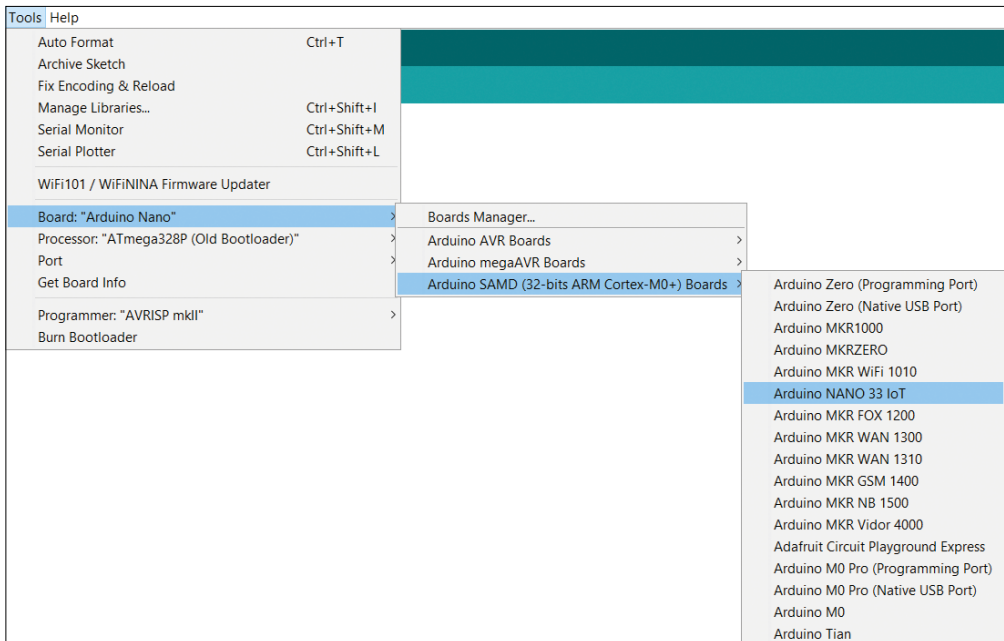 Tools Help
Auto Format Ctrl+T
Archive Sketch
Fix Encoding & Reload
Manage Libraries... Ctrl+Shift+I
Serial Monitor Ctrl+Shift+M
Serial Plotter Ctrl+Shift+L
WiFi101 / WiFiNINA Firmware Updater
Board: "Arduino Nano"
Processor: "ATmega328P (Old Bootloader)"
Port
Get Board Info
Programmer: "AVRISP mkII"
Burn Bootloader
Boards Manager...
Arduino AVR Boards
Arduino megaAVR Boards
Arduino SAMD (32-bits ARM Cortex-M0+) Boards
Arduino Zero (Programming Port)
Arduino Zero (Native USB Port)
Arduino MKR1000
Arduino MKRZERO
Arduino MKR WiFi 1010
Arduino NANO 33 IoT
Arduino MKR FOX 1200
Arduino MKR WAN 1300
Arduino MKR WAN 1310
Arduino MKR GSM 1400
Arduino MKR NB 1500
Arduino MKR Vidor 4000
Adafruit Circuit Playground Express
Arduino M0 Pro (Programming Port)
Arduino M0 Pro (Native USB Port)
Arduino M0
Arduino Tian